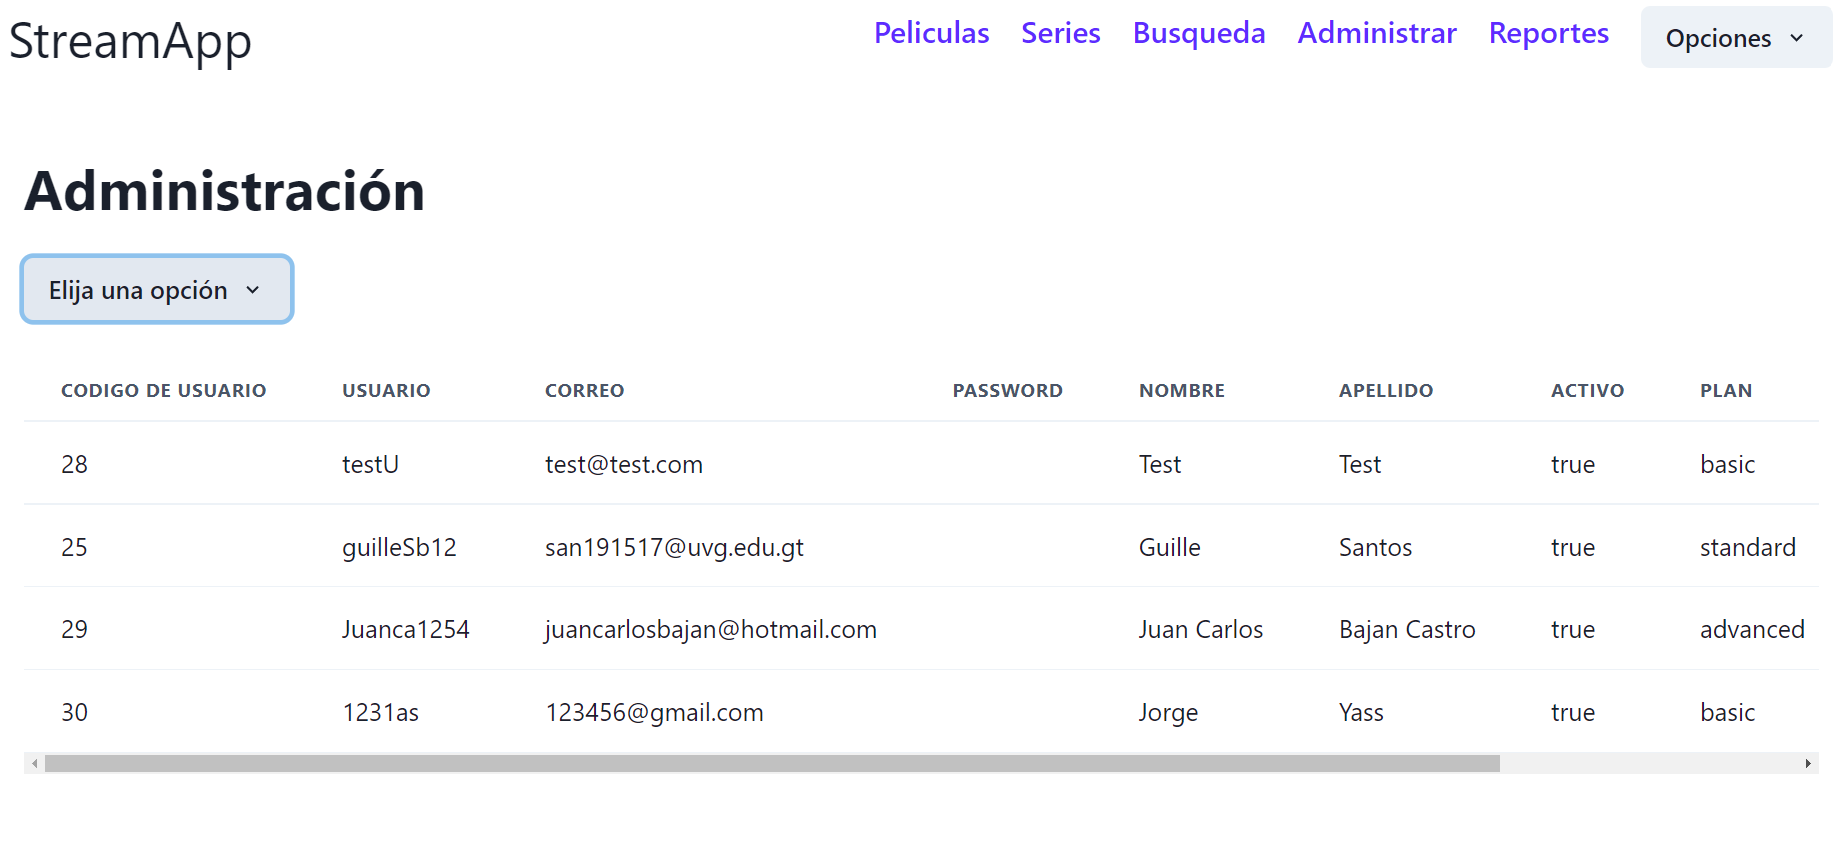 StreamApp Peliculas Series Busqueda Administrar Reportes Opciones
Administración
Elija una opción
CODIGO DE USUARIO USUARIO CORREO PASSWORD NOMBRE APELLIDO ACTIVO PLAN
28 testU test@test.com Test Test true basic
25 guilleSb12 san191517@uvg.edu.gt Guille Santos true standard
29 Juanca1254 juancarlosbajan@hotmail.com Juan Carlos Bajan Castro true advanced
30 1231as 123456@gmail.com Jorge Yass true basic